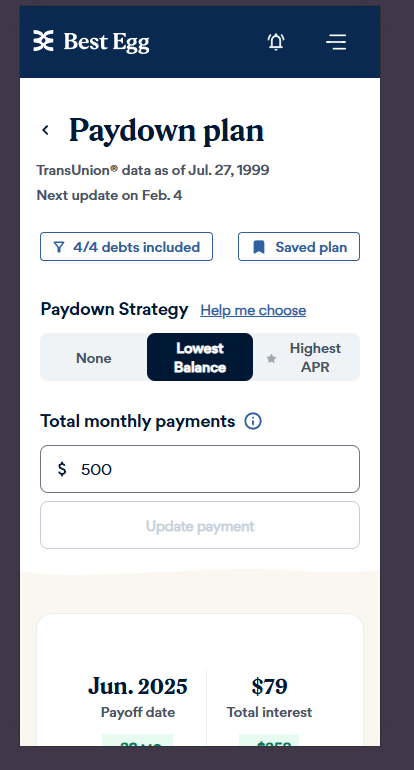 Best Egg
Paydown plan
TransUnion® data as of Jul. 27, 1999
Next update on Feb. 4
4/4 debts included
Saved plan
Paydown Strategy Help me choose
None
Lowest
Balance
Highest
APR
Total monthly payments
$ 500
Update payment
Jun. 2025
Payoff date
$79
Total interest